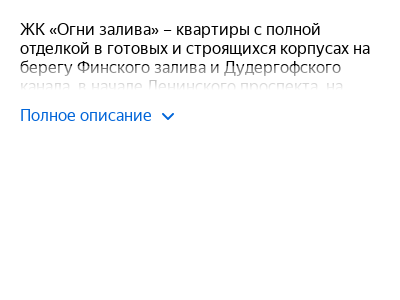 ЖК «Огни залива» – квартиры с полной
отделкой в готовых и строящихся корпусах на
берегу Финского залива и Дудергофского
канала, в начале Ленинского проспекта, на
Полное описание